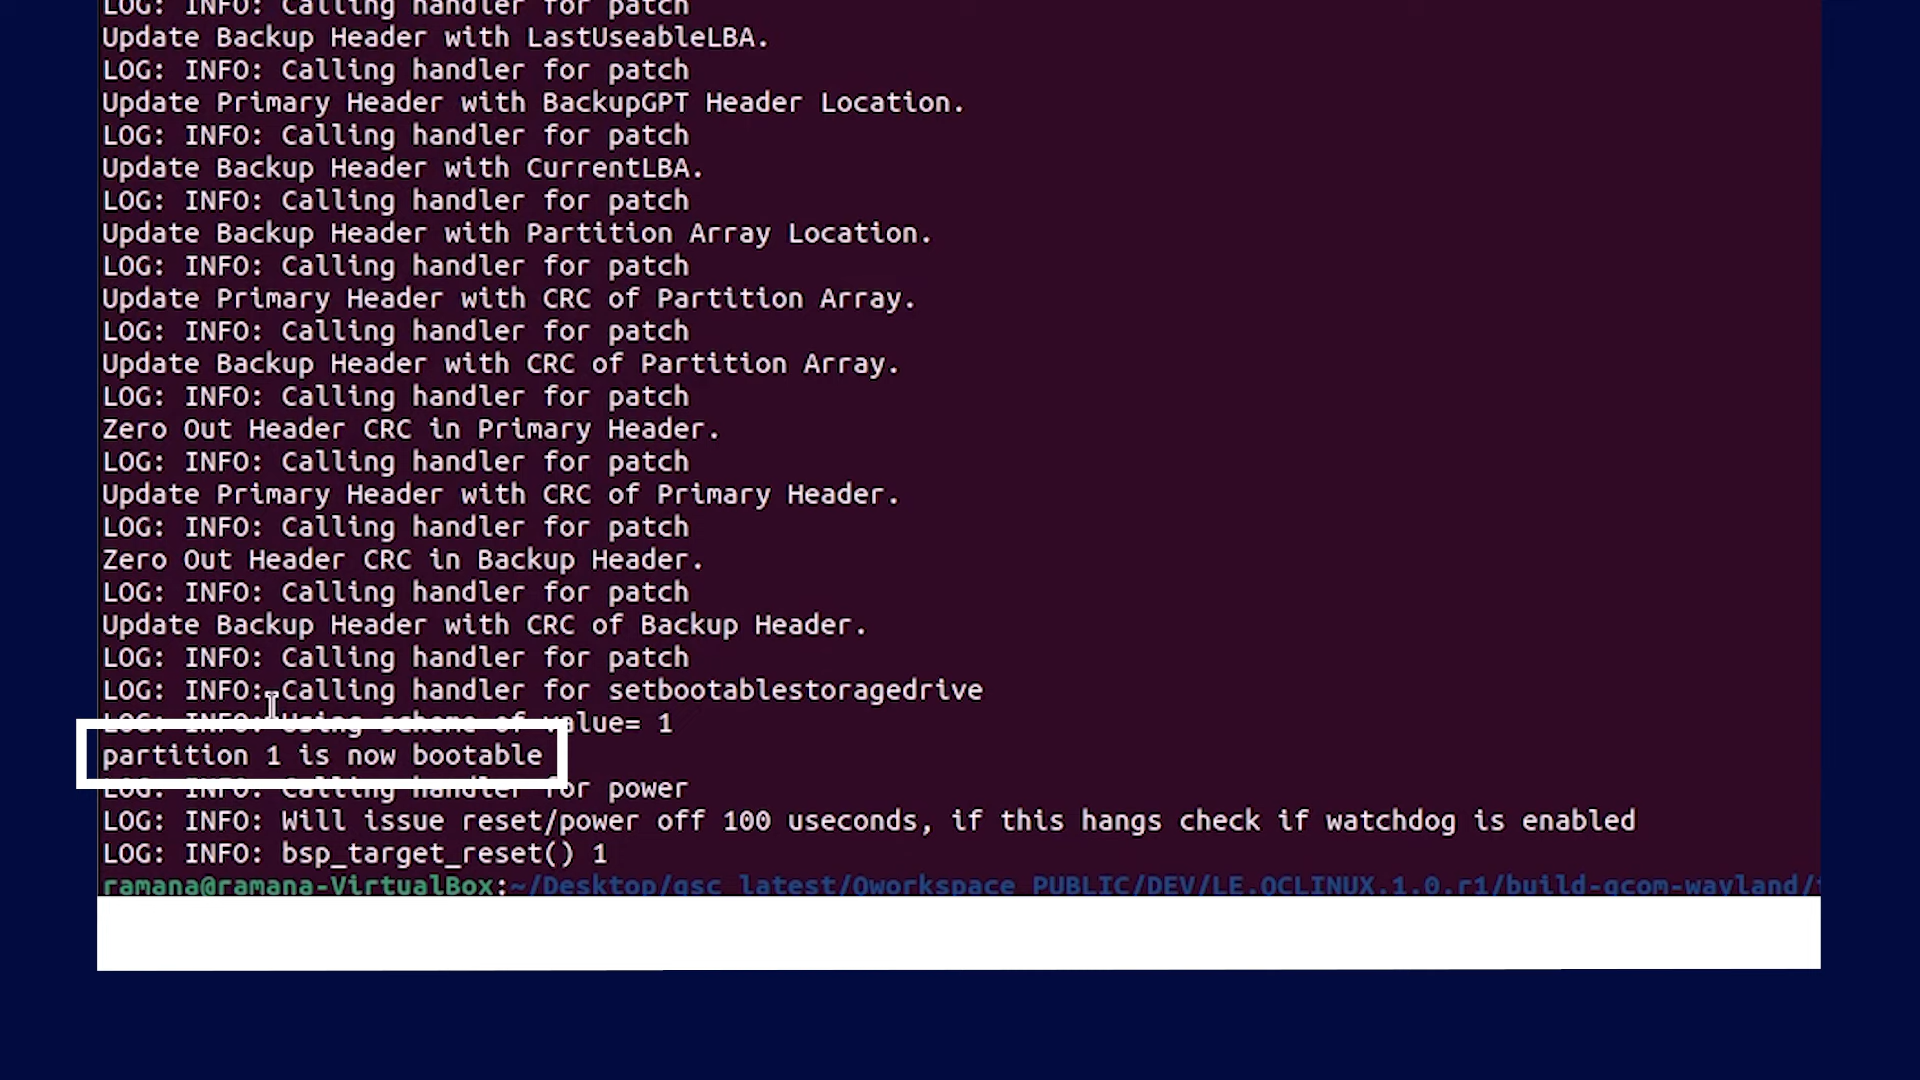 LOG: INFO: Calling handler for patch
Update Backup Header with LastUseableLBA.
LOG: INFO: Calling handler for patch
Update Primary Header with BackupGPT Header Location.
LOG: INFO: Calling handler for patch
Update Backup Header with CurrentLBA.
LOG: INFO: Calling handler for patch
Update Backup Header with Partition Array Location.
LOG: INFO: Calling handler for patch
Update Primary Header with CRC of Partition Array.
LOG: INFO: Calling handler for patch
Update Backup Header with CRC of Partition Array.
LOG: INFO: Calling handler for patch
Zero Out Header CRC in Primary Header.
LOG: INFO: Calling handler for patch
Update Primary Header with CRC of Primary Header.
LOG: INFO: Calling handler for patch
Zero Out Header CRC in Backup Header.
LOG: INFO: Calling handler for patch
Update Backup Header with CRC of Backup Header.
LOG: INFO: Calling handler for patch
LOG: INFO: Calling handler for setbootablestoragedrive
LOG: INFO: Using scheme of value= 1
partition 1 is now bootable
LOG: INFO: Calling handler for power
LOG: INFO: Will issue reset/power off 100 useconds, if this hangs check if watchdog is enabled
LOG: INFO: bsp_target_reset() 1
ramana@ramana-VirtualBox:~/Desktop/qsc_latest/Qworkspace_PUBLIC/DEV/LE.QCLINUX.1.0.r1/build-qcom-wayland/